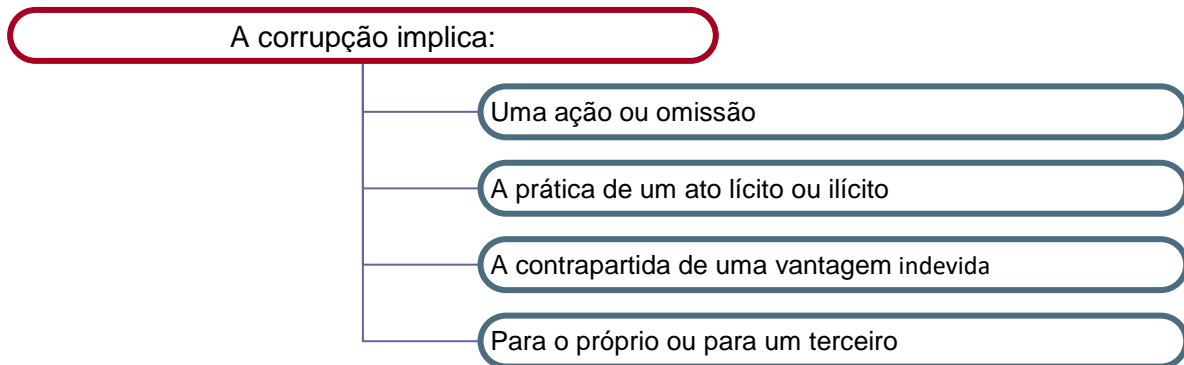 A corrupção implica:
Uma ação ou omissão
A prática de um ato lícito ou ilícito
A contrapartida de uma vantagem indevida
Para o próprio ou para um terceiro